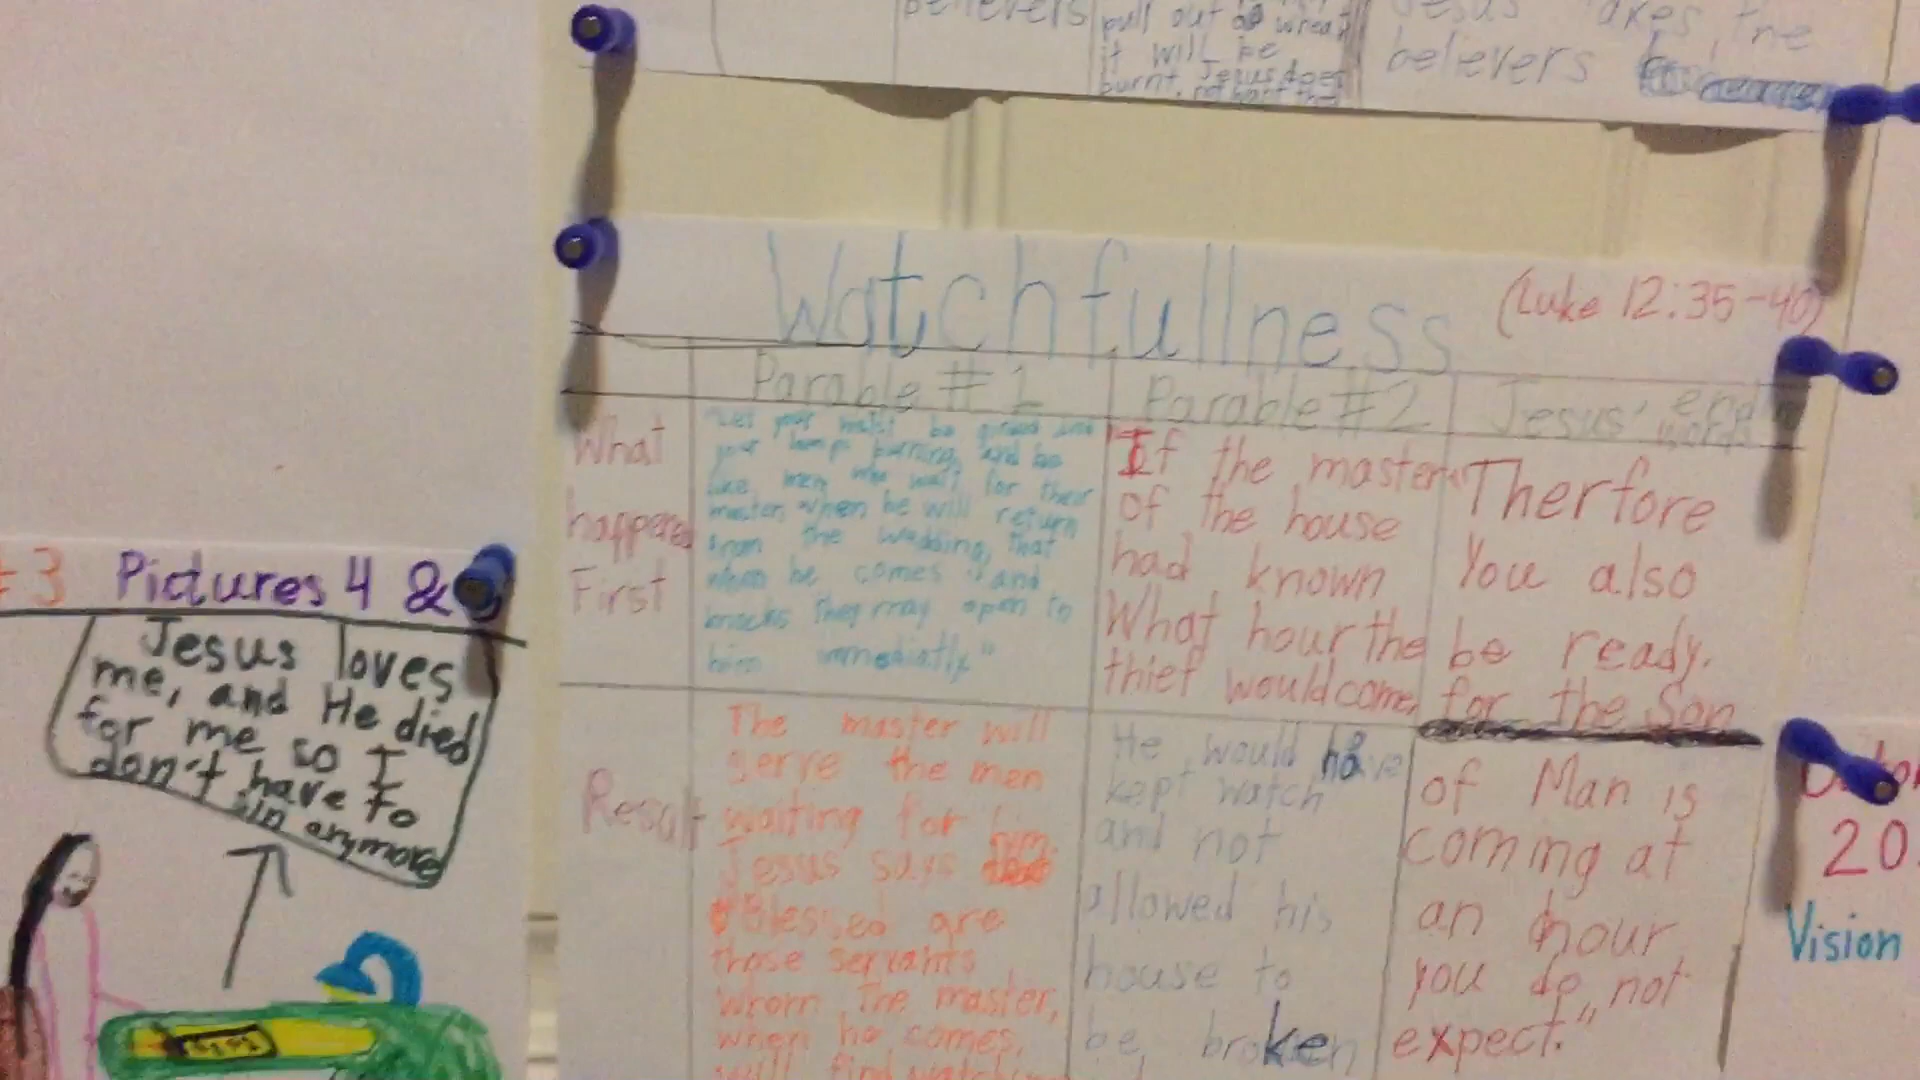 believers
pull out
it will be
burnt, Jesus does
Jesus takes the
believers
Watchfullness
(Luke 12:35-40)
Parable #1
Parable #2
Jesus' end
What
happened
First
"Let your waist be girded and
your lamps burning, and be
like men who wait for their
master, when he will return
from the wedding, that
when he comes and
knocks they may open to
him immediatly."
"If the master
of the house
had known
What hour the
thief would come,
"Therfore
You also
be ready.
for the Son
of Man is
coming at
an hour
you do not
expect."
Result
The master will
serve the men
waiting for him.
Jesus says
"Blessed are
those servants
whom the master,
when he comes,
will find watching
He would have
kept watch
and not
allowed his
house to
be broken
#3 Pictures 4 &
Jesus loves
me, and He died
for me so I
don't have to
sin anymore
20
Vision